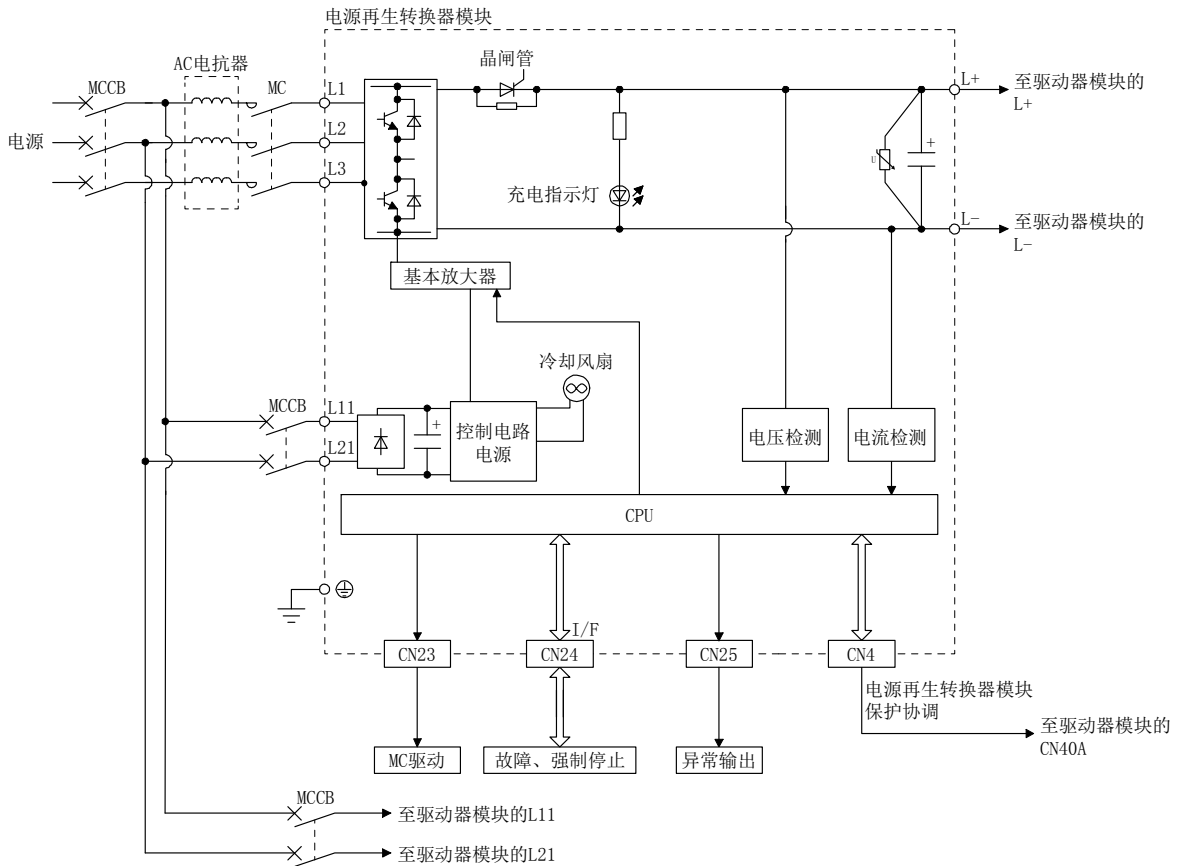 电源再生转换器模块
AC电抗器
晶闸管
MCCB
MC
L1
L+
至驱动器模块的
L+
电源
L2
L3
U
+
充电指示灯
L-
至驱动器模块的
L-
基本放大器
冷却风扇
MCCB
L11
+
控制电路
电源
电压检测
电流检测
L21
CPU
I/F
CN23
CN24
CN25
CN4
电源再生转换器模块
保护协调
至驱动器模块的
CN40A
MC驱动
故障、强制停止
异常输出
MCCB
至驱动器模块的L11
至驱动器模块的L21